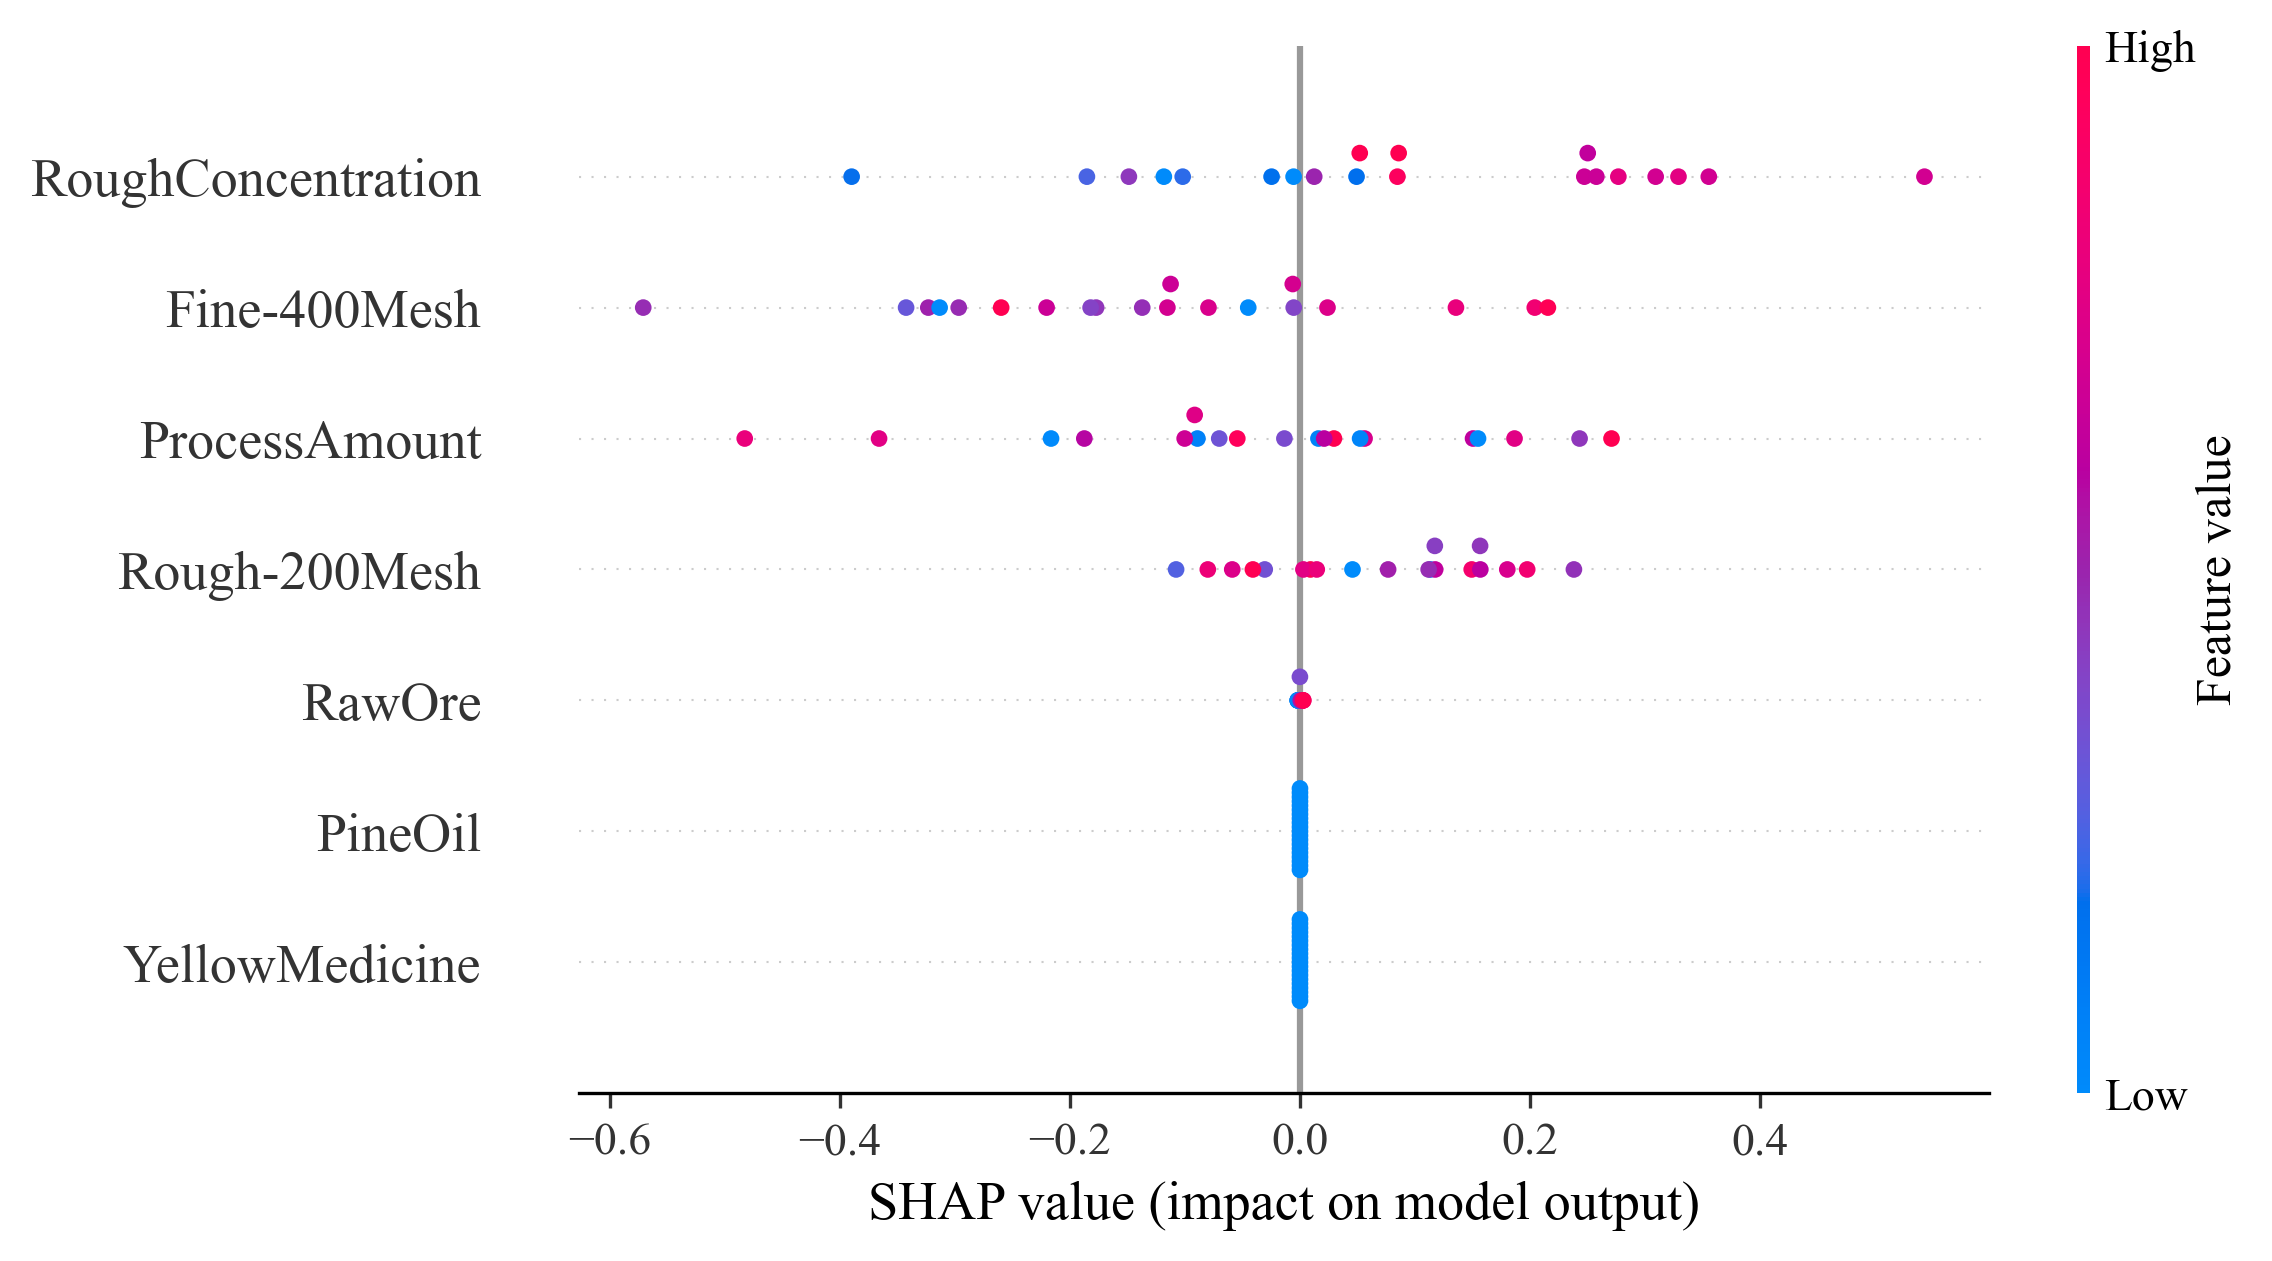 High
RoughConcentration
Fine-400Mesh
ProcessAmount
Rough-200Mesh
RawOre
PineOil
YellowMedicine
Feature value
Low
−0.6 −0.4 −0.2 0.0 0.2 0.4
SHAP value (impact on model output)